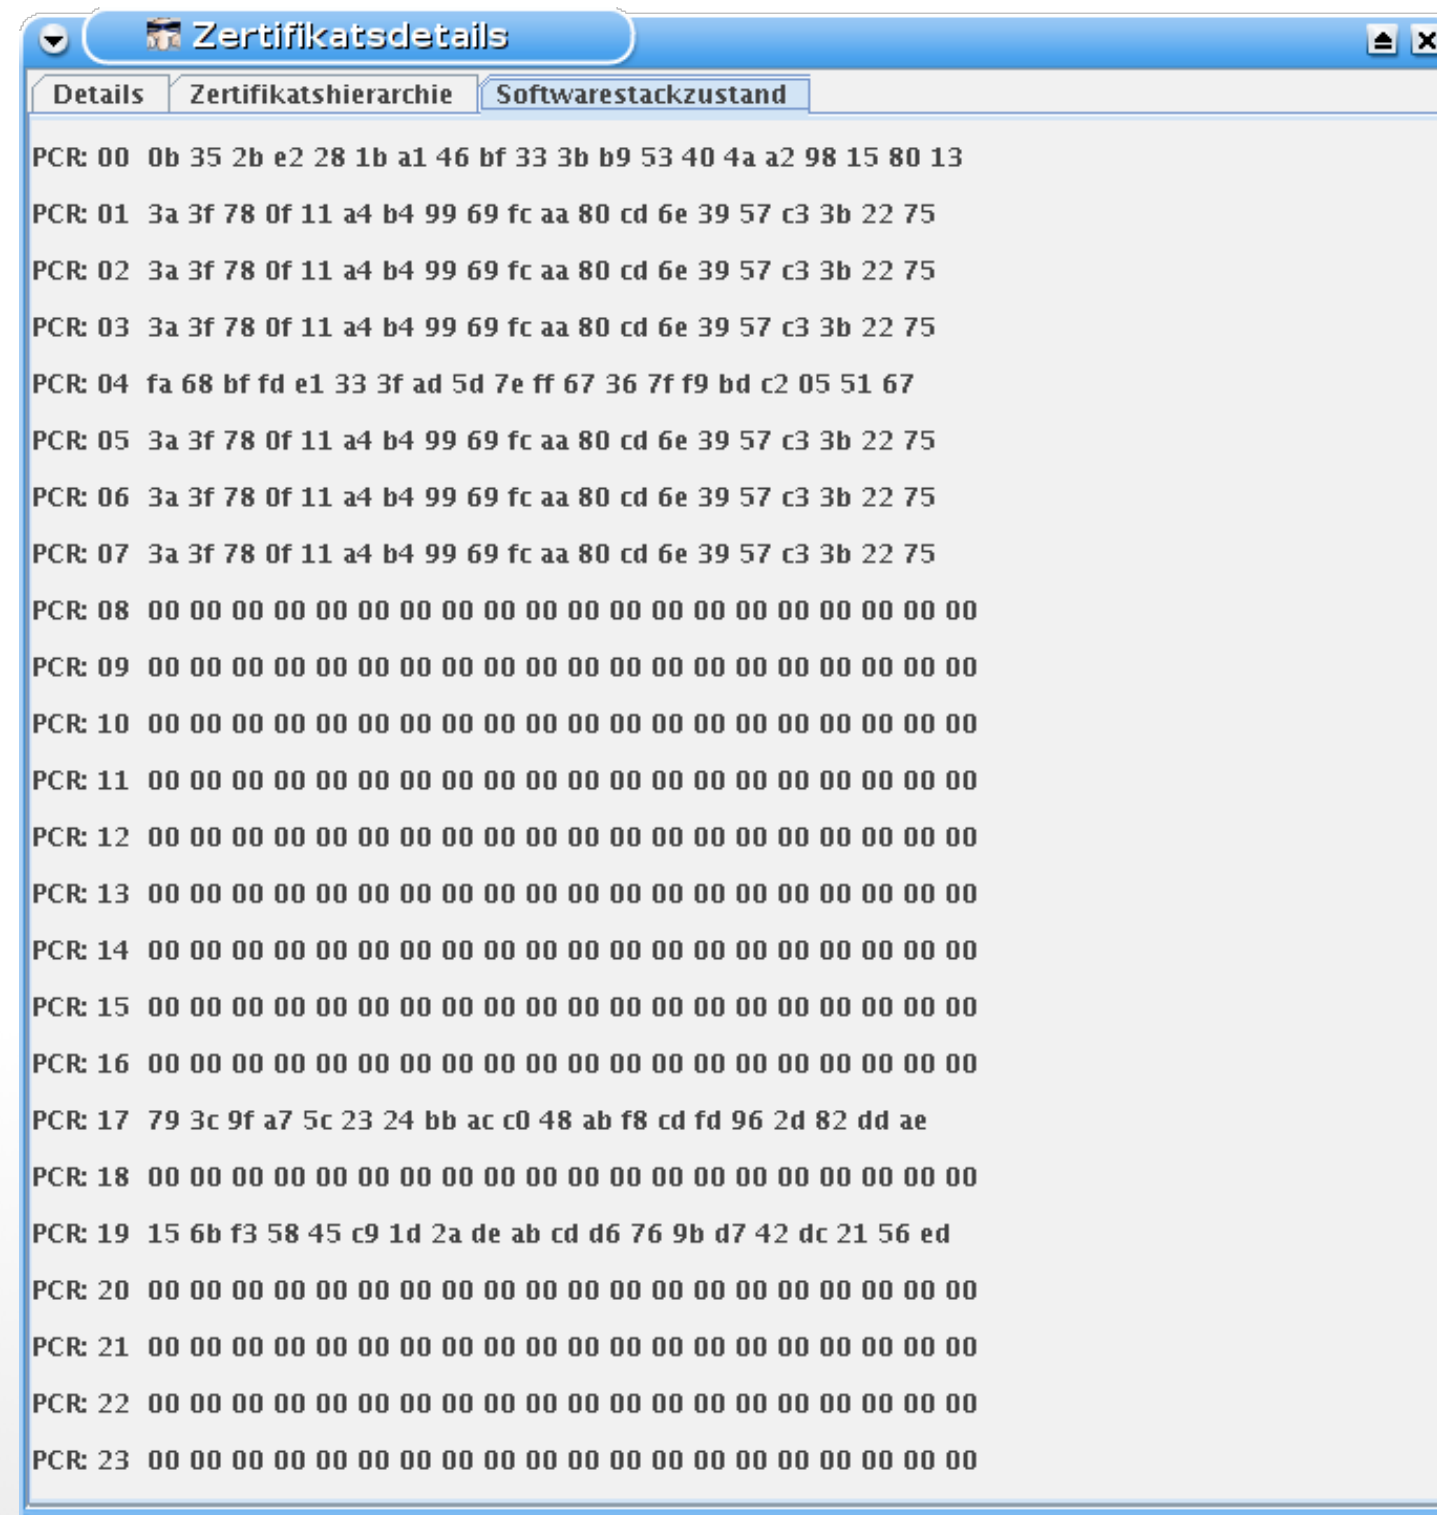 Zertifikatsdetails
Details Zertifikatshierarchie Softwarestackzustand
PCR: 00 0b 35 2b e2 28 1b a1 46 bf 33 3b b9 53 40 4a a2 98 15 80 13
PCR: 01 3a 3f 78 0f 11 a4 b4 99 69 fc aa 80 cd 6e 39 57 c3 3b 22 75
PCR: 02 3a 3f 78 0f 11 a4 b4 99 69 fc aa 80 cd 6e 39 57 c3 3b 22 75
PCR: 03 3a 3f 78 0f 11 a4 b4 99 69 fc aa 80 cd 6e 39 57 c3 3b 22 75
PCR: 04 fa 68 bf fd e1 33 3f ad 5d 7e ff 67 36 7f f9 bd c2 05 51 67
PCR: 05 3a 3f 78 0f 11 a4 b4 99 69 fc aa 80 cd 6e 39 57 c3 3b 22 75
PCR: 06 3a 3f 78 0f 11 a4 b4 99 69 fc aa 80 cd 6e 39 57 c3 3b 22 75
PCR: 07 3a 3f 78 0f 11 a4 b4 99 69 fc aa 80 cd 6e 39 57 c3 3b 22 75
PCR: 08 00 00 00 00 00 00 00 00 00 00 00 00 00 00 00 00 00 00 00 00
PCR: 09 00 00 00 00 00 00 00 00 00 00 00 00 00 00 00 00 00 00 00 00
PCR: 10 00 00 00 00 00 00 00 00 00 00 00 00 00 00 00 00 00 00 00 00
PCR: 11 00 00 00 00 00 00 00 00 00 00 00 00 00 00 00 00 00 00 00 00
PCR: 12 00 00 00 00 00 00 00 00 00 00 00 00 00 00 00 00 00 00 00 00
PCR: 13 00 00 00 00 00 00 00 00 00 00 00 00 00 00 00 00 00 00 00 00
PCR: 14 00 00 00 00 00 00 00 00 00 00 00 00 00 00 00 00 00 00 00 00
PCR: 15 00 00 00 00 00 00 00 00 00 00 00 00 00 00 00 00 00 00 00 00
PCR: 16 00 00 00 00 00 00 00 00 00 00 00 00 00 00 00 00 00 00 00 00
PCR: 17 79 3c 9f a7 5c 23 24 bb ac c0 48 ab f8 cd fd 96 2d 82 dd ae
PCR: 18 00 00 00 00 00 00 00 00 00 00 00 00 00 00 00 00 00 00 00 00
PCR: 19 15 6b f3 58 45 c9 1d 2a de ab cd d6 76 9b d7 42 dc 21 56 ed
PCR: 20 00 00 00 00 00 00 00 00 00 00 00 00 00 00 00 00 00 00 00 00
PCR: 21 00 00 00 00 00 00 00 00 00 00 00 00 00 00 00 00 00 00 00 00
PCR: 22 00 00 00 00 00 00 00 00 00 00 00 00 00 00 00 00 00 00 00 00
PCR: 23 00 00 00 00 00 00 00 00 00 00 00 00 00 00 00 00 00 00 00 00